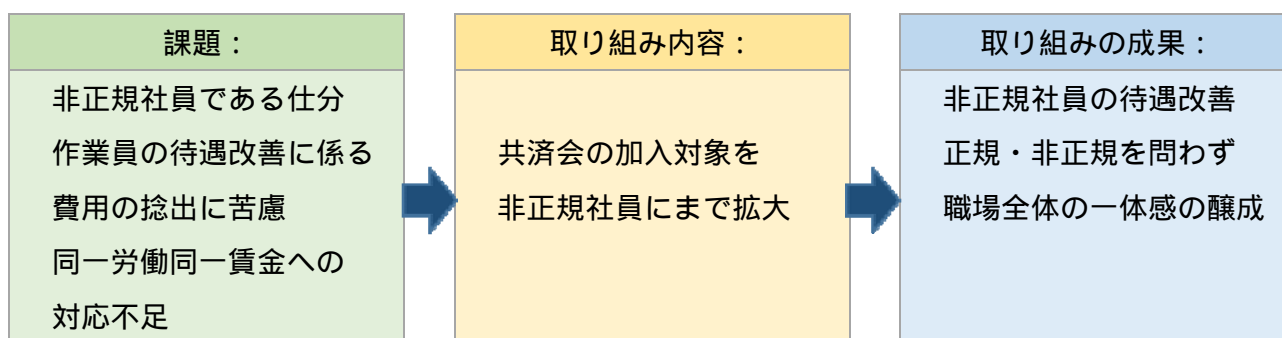 課題：
非正規社員である仕分
作業員の待遇改善に係る
費用の捻出に苦慮
同一労働同一賃金への
対応不足
取り組み内容：
共済会の加入対象を
非正規社員にまで拡大
取り組みの成果：
非正規社員の待遇改善
正規・非正規を問わず
職場全体の一体感の醸成